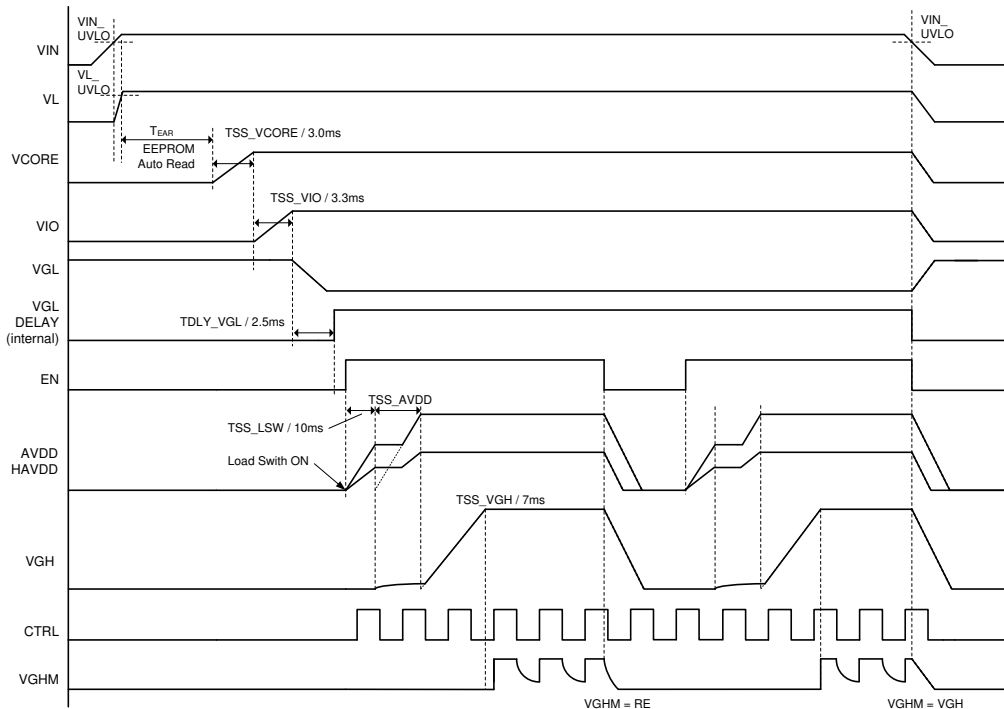 VIN_
UVLO
VIN_
UVLO
VIN
VL_
UVLO
VL
TEAR
EEPROM
Auto Read
TSS_VCORE / 3.0ms
VCORE
TSS_VIO / 3.3ms
VIO
VGL
VGL
DELAY
(internal)
TDLY_VGL / 2.5ms
EN
TSS_AVDD
TSS_LSW / 10ms
AVDD
HAVDD
Load Swith ON
TSS_VGH / 7ms
VGH
CTRL
VGHM
VGHM = RE
VGHM = VGH